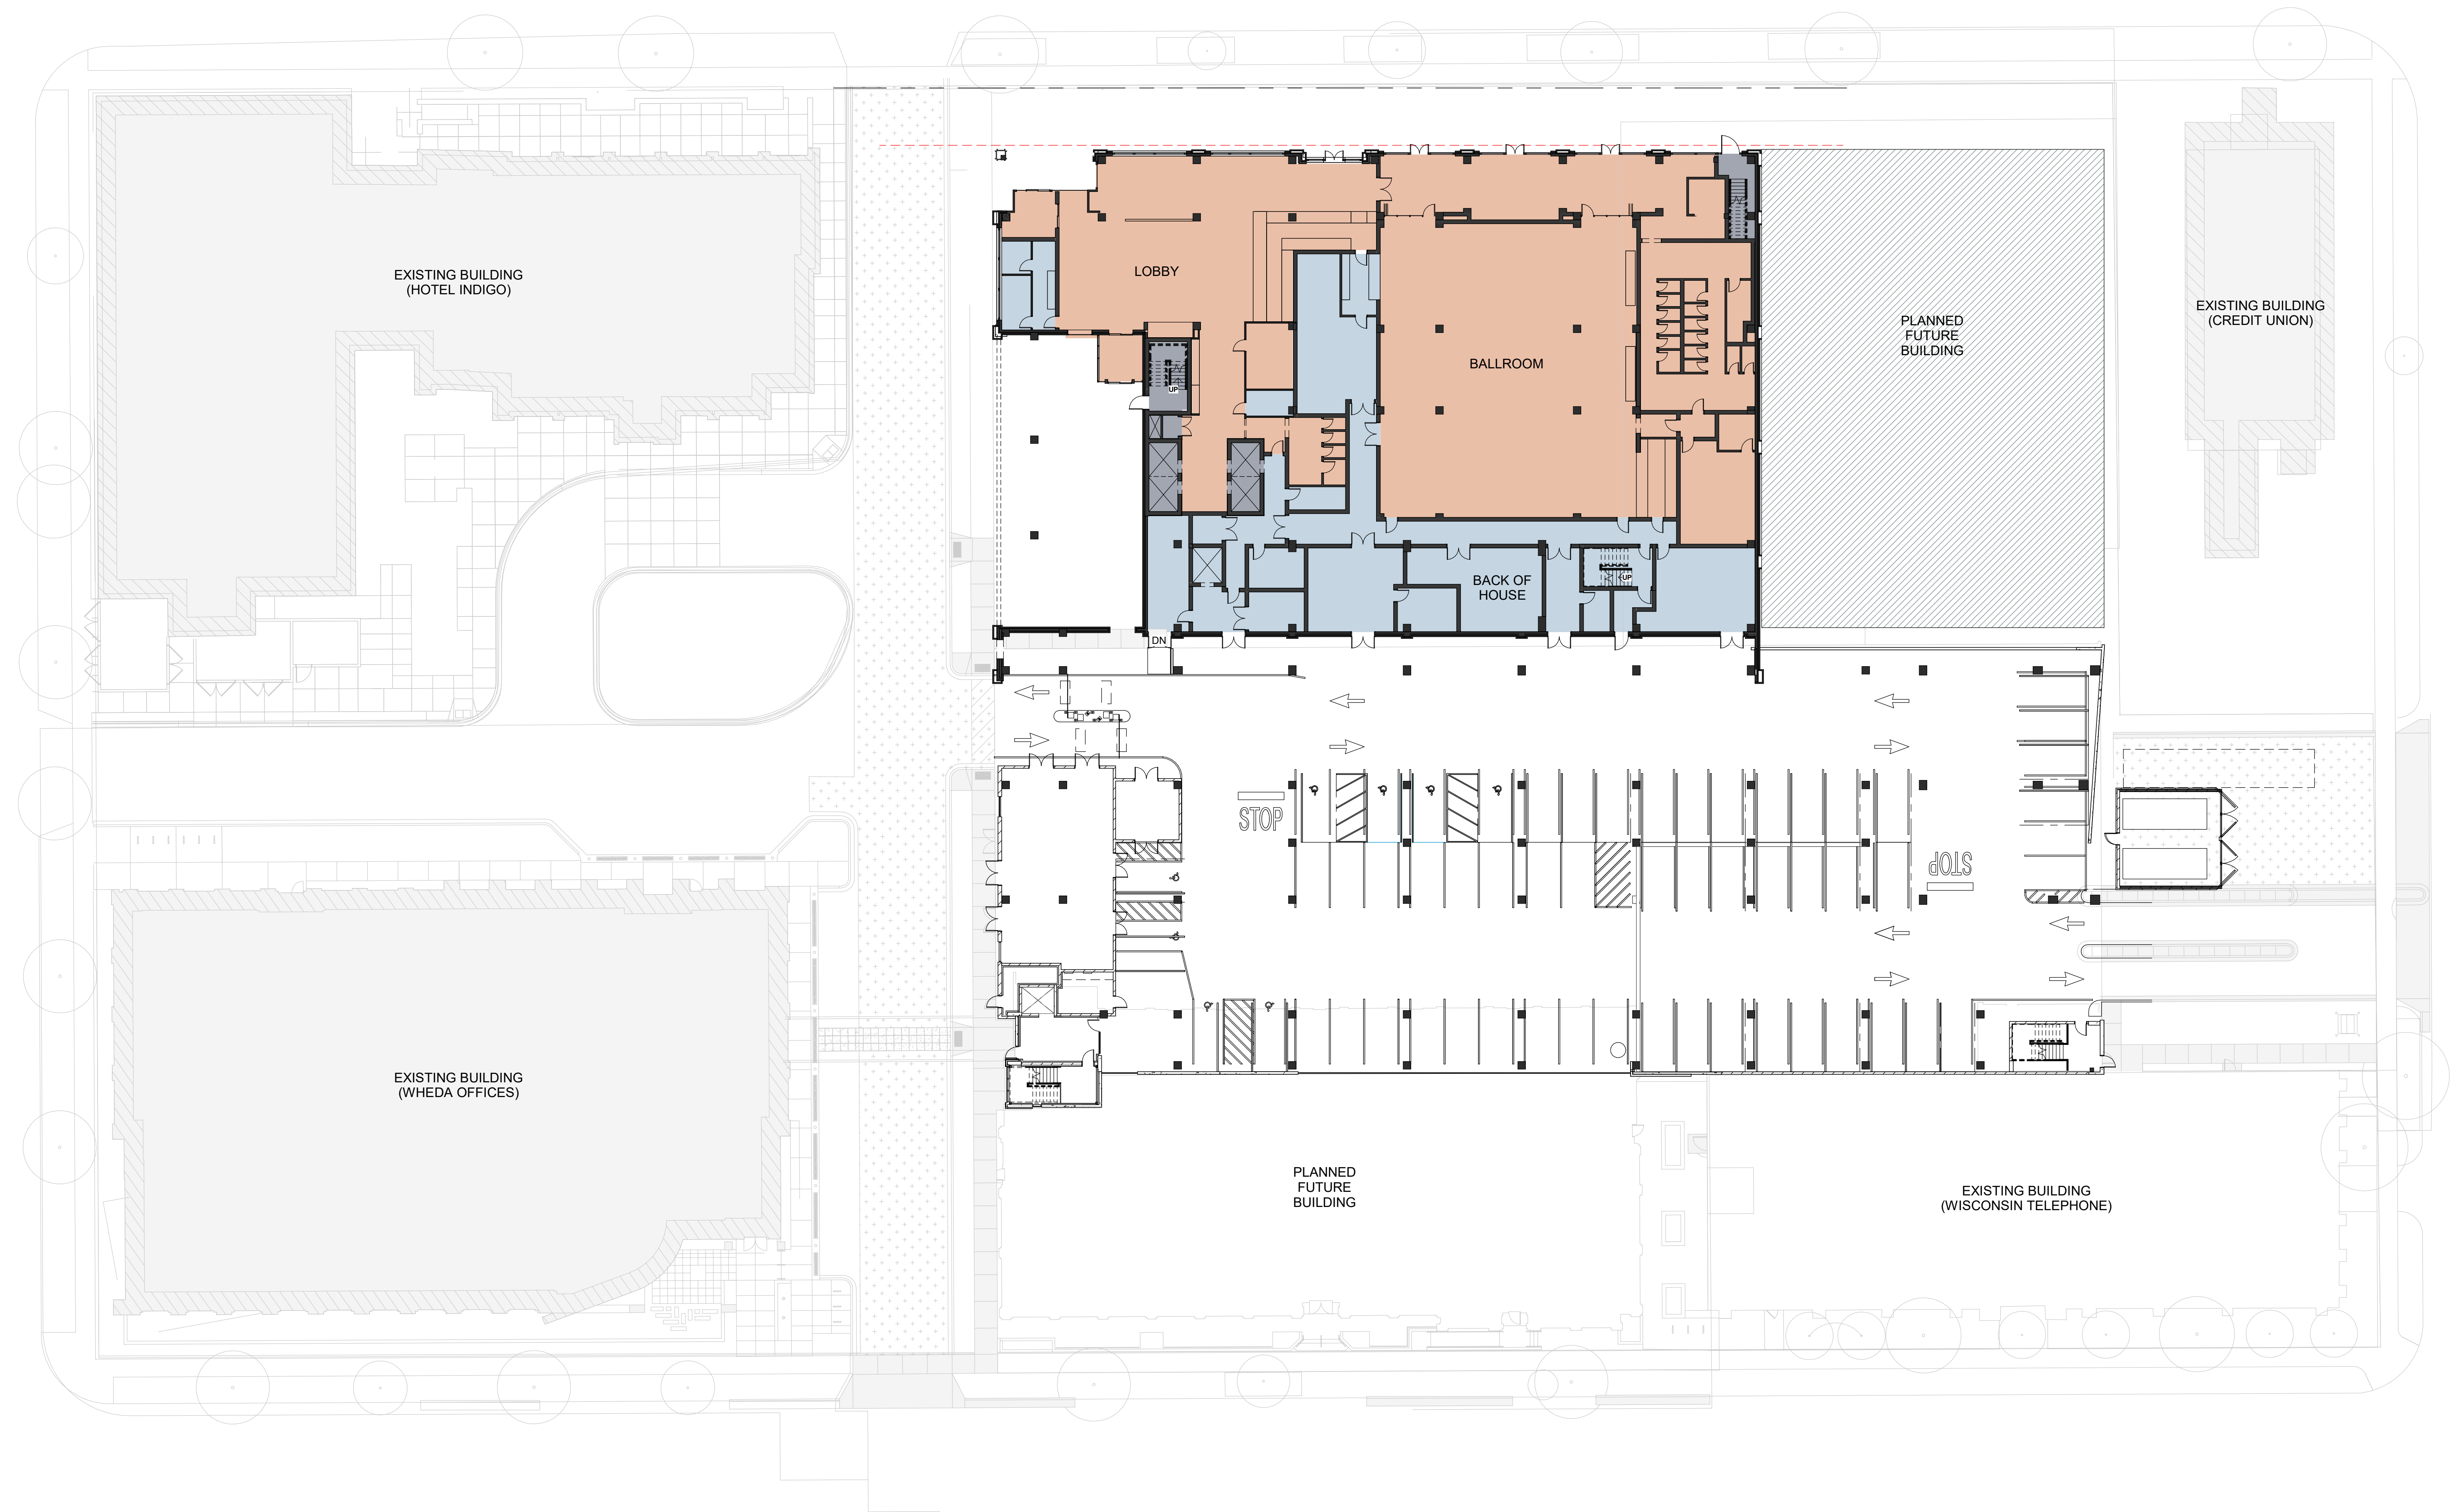 EXISTING BUILDING
(HOTEL INDIGO)
LOBBY
EXISTING BUILDING
(CREDIT UNION)
PLANNED
FUTURE
BUILDING
BALLROOM
UP
BACK OF
HOUSE
UP
DN
STOP
STOP
EXISTING BUILDING
(WHEDA OFFICES)
PLANNED
FUTURE
BUILDING
EXISTING BUILDING
(WISCONSIN TELEPHONE)